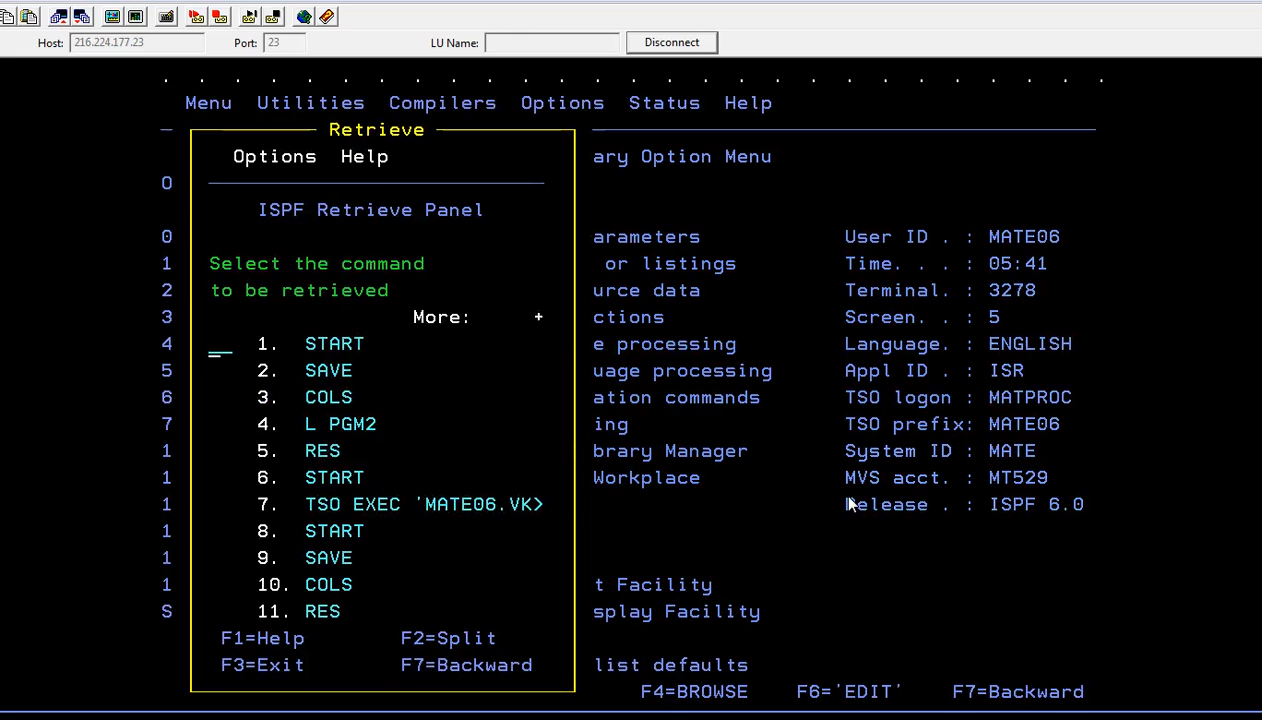 Host: 216.224.177.23 Port: 23 LU Name: Disconnect
Menu Utilities Compilers Options Status Help
Retrieve
Options Help ary Option Menu
O
ISPF Retrieve Panel
0 arameters User ID . : MATE06
1 Select the command or listings Time. . . : 05:41
2 to be retrieved urce data Terminal. : 3278
3 More: + ctions Screen. . : 5
4 __ 1. START e processing Language. : ENGLISH
5 2. SAVE uage processing Appl ID . : ISR
6 3. COLS ation commands TSO logon : MATPROC
7 4. L PGM2 ing TSO prefix: MATE06
1 5. RES brary Manager System ID : MATE
1 6. START Workplace MVS acct. : MT529
1 7. TSO EXEC 'MATE06.VK> Release . : ISPF 6.0
1 8. START
1 9. SAVE
1 10. COLS t Facility
S 11. RES splay Facility
F1=Help F2=Split
F3=Exit F7=Backward list defaults
F4=BROWSE F6='EDIT' F7=Backward